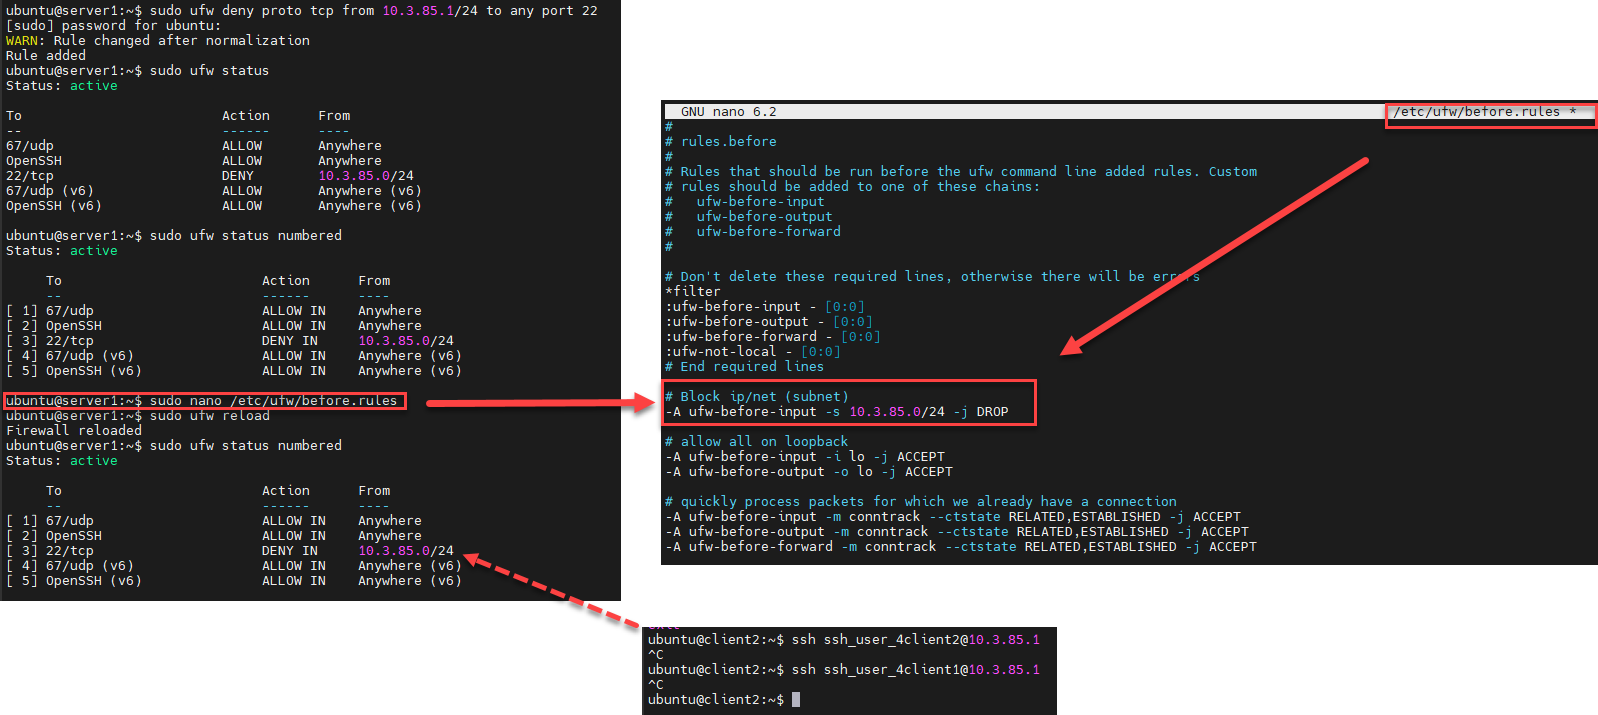 ubuntu@server1:~$ sudo ufw deny proto tcp from 10.3.85.1/24 to any port 22
[sudo] password for ubuntu:
WARN: Rule changed after normalization
Rule added
ubuntu@server1:~$ sudo ufw status
Status: active
To                         Action      From
--                         ------      ----
67/udp                     ALLOW       Anywhere
OpenSSH                    ALLOW       Anywhere
22/tcp                     DENY        10.3.85.0/24
67/udp (v6)                ALLOW       Anywhere (v6)
OpenSSH (v6)               ALLOW       Anywhere (v6)
ubuntu@server1:~$ sudo ufw status numbered
Status: active
     To                         Action      From
     --                         ------      ----
[ 1] 67/udp                     ALLOW IN    Anywhere
[ 2] OpenSSH                    ALLOW IN    Anywhere
[ 3] 22/tcp                     DENY IN     10.3.85.0/24
[ 4] 67/udp (v6)                ALLOW IN    Anywhere (v6)
[ 5] OpenSSH (v6)               ALLOW IN    Anywhere (v6)
ubuntu@server1:~$ sudo nano /etc/ufw/before.rules
ubuntu@server1:~$ sudo ufw reload
Firewall reloaded
ubuntu@server1:~$ sudo ufw status numbered
Status: active
     To                         Action      From
     --                         ------      ----
[ 1] 67/udp                     ALLOW IN    Anywhere
[ 2] OpenSSH                    ALLOW IN    Anywhere
[ 3] 22/tcp                     DENY IN     10.3.85.0/24
[ 4] 67/udp (v6)                ALLOW IN    Anywhere (v6)
[ 5] OpenSSH (v6)               ALLOW IN    Anywhere (v6)
GNU nano 6.2 /etc/ufw/before.rules *
#
# rules.before
#
# Rules that should be run before the ufw command line added rules. Custom
# rules should be added to one of these chains:
#   ufw-before-input
#   ufw-before-output
#   ufw-before-forward
#
# Don't delete these required lines, otherwise there will be errors
*filter
:ufw-before-input - [0:0]
:ufw-before-output - [0:0]
:ufw-before-forward - [0:0]
:ufw-not-local - [0:0]
# End required lines
# Block ip/net (subnet)
-A ufw-before-input -s 10.3.85.0/24 -j DROP
# allow all on loopback
-A ufw-before-input -i lo -j ACCEPT
-A ufw-before-output -o lo -j ACCEPT
# quickly process packets for which we already have a connection
-A ufw-before-input -m conntrack --ctstate RELATED,ESTABLISHED -j ACCEPT
-A ufw-before-output -m conntrack --ctstate RELATED,ESTABLISHED -j ACCEPT
-A ufw-before-forward -m conntrack --ctstate RELATED,ESTABLISHED -j ACCEPT
ubuntu@client2:~$ ssh ssh_user_4client2@10.3.85.1
^C
ubuntu@client2:~$ ssh ssh_user_4client1@10.3.85.1
^C
ubuntu@client2:~$